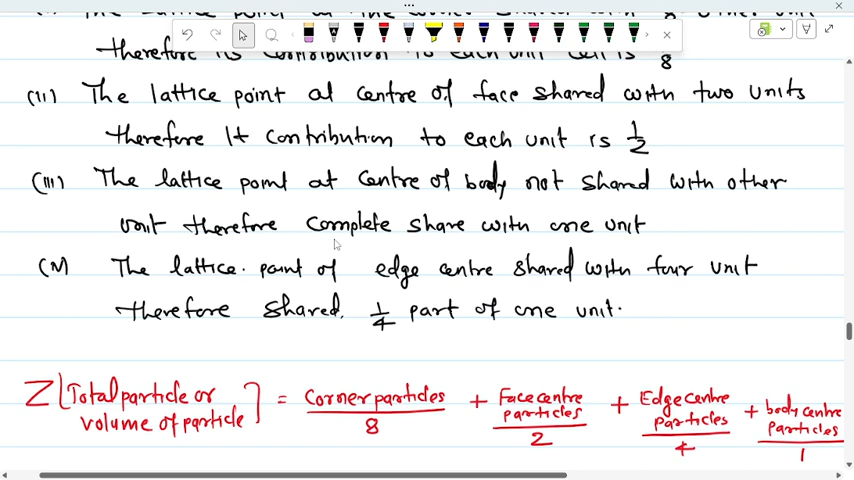 therefore its contribution to each unit cell is 1/8
(II) The lattice point at centre of face shared with two units
therefore It contribution to each unit is 1/2
(III) The lattice point at centre of body not shared with other
unit therefore complete share with one unit
(IV) The lattice. point of edge centre shared with four unit
therefore shared. 1/4 part of one unit.
Z [Total particle or volume of particle] = Corner particles/8 + Face centre particles/2 + Edge centre particles/4 + body centre particles/1